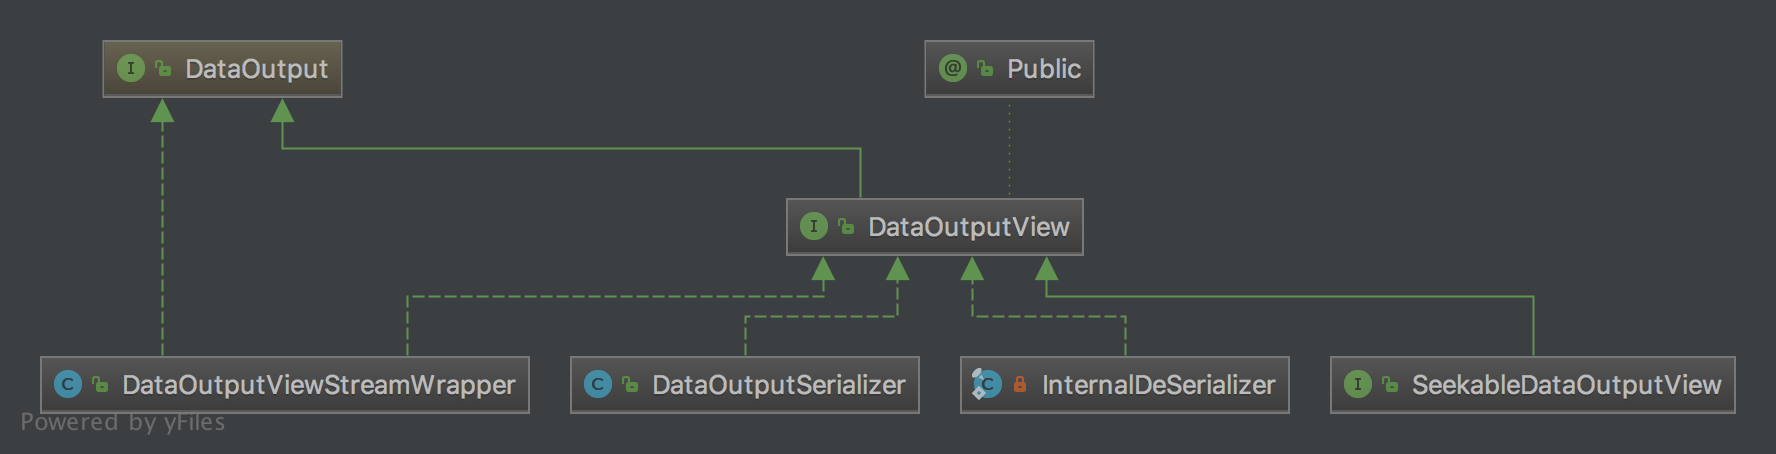 I DataOutput
@ Public
I DataOutputView
C DataOutputViewStreamWrapper
C DataOutputSerializer
C InternalDeSerializer
I SeekableDataOutputView
Powered by yFiles